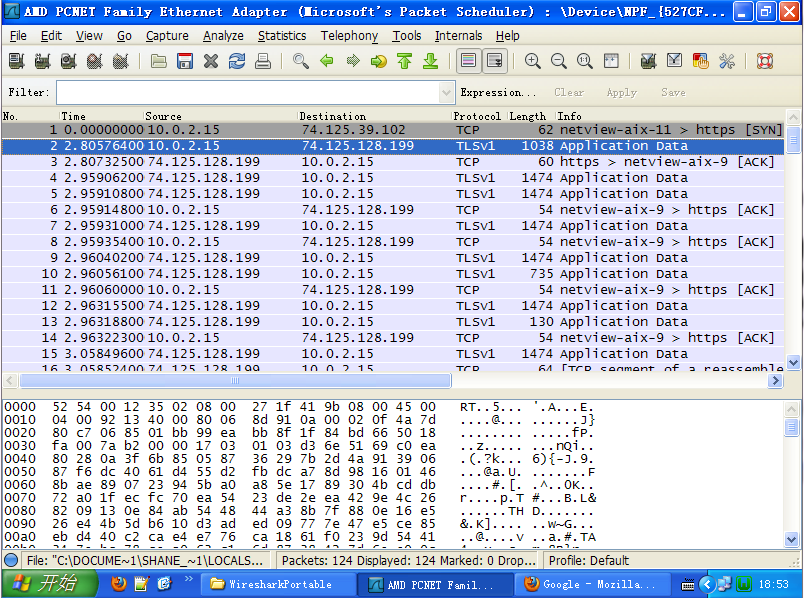 AMD PCNET Family Ethernet Adapter (Microsoft's Packet Scheduler) : \Device\NPF_{527CF...
File Edit View Go Capture Analyze Statistics Telephony Tools Internals Help
Filter: Expression... Clear Apply Save
No. Time Source Destination Protocol Length Info
1 0.00000000 10.0.2.15 74.125.39.102 TCP 62 netview-aix-11 > https [SYN]
2 2.80576400 10.0.2.15 74.125.128.199 TLSv1 1038 Application Data
3 2.80732500 74.125.128.199 10.0.2.15 TCP 60 https > netview-aix-9 [ACK]
4 2.95906200 74.125.128.199 10.0.2.15 TLSv1 1474 Application Data
5 2.95910800 74.125.128.199 10.0.2.15 TLSv1 1474 Application Data
6 2.95914800 10.0.2.15 74.125.128.199 TCP 54 netview-aix-9 > https [ACK]
7 2.95931000 74.125.128.199 10.0.2.15 TLSv1 1474 Application Data
8 2.95935400 10.0.2.15 74.125.128.199 TCP 54 netview-aix-9 > https [ACK]
9 2.96040200 74.125.128.199 10.0.2.15 TLSv1 1474 Application Data
10 2.96056100 74.125.128.199 10.0.2.15 TLSv1 735 Application Data
11 2.96060000 10.0.2.15 74.125.128.199 TCP 54 netview-aix-9 > https [ACK]
12 2.96315500 74.125.128.199 10.0.2.15 TLSv1 1474 Application Data
13 2.96318800 74.125.128.199 10.0.2.15 TLSv1 130 Application Data
14 2.96322300 10.0.2.15 74.125.128.199 TCP 54 netview-aix-9 > https [ACK]
15 3.05849600 74.125.128.199 10.0.2.15 TLSv1 1474 Application Data
16 3.05852400 74.125.128.199 10.0.2.15 TCP 64 [TCP segment of a reassemble
0000 52 54 00 12 35 02 08 00 27 1f 41 9b 08 00 45 00 RT..5... '.A...E.
0010 04 00 92 13 40 00 80 06 8d 91 0a 00 02 0f 4a 7d ....@... ......J}
0020 80 c7 06 85 01 bb 99 ea bb 8f 1f 84 bd 66 50 18 ........ .....fP.
0030 fa 00 7a b2 00 00 17 03 01 03 d3 6e 51 69 c0 ea ..z..... ...nQi..
0040 80 28 0a 3f 6b 85 05 87 36 29 7b 2d 4a 91 39 06 .(.?k... 6){-J.9.
0050 87 f6 dc 40 61 d4 55 d2 fb dc a7 8d 98 16 01 46 ...@a.U. .......F
0060 8b ae 89 07 23 94 5b a0 a8 5e 17 89 30 4b cd db ....#.[. .^..0K..
0070 72 a0 1f ec fc 70 ea 54 23 de 2e ea 42 9e 4c 26 r....p.T #...B.L&
0080 82 09 13 0e 84 ab 54 48 44 a3 8b 7f 88 0e 16 e5 ......TH D.......
0090 26 e4 4b 5d b6 10 d3 ad ed 09 77 7e 47 e5 ce 85 &.K].... ..w~G...
00a0 eb d4 40 c2 ca e4 e7 76 ca 18 61 f0 23 9d 54 41 ..@....v ..a.#.TA
File: "C:\DOCUME~1\SHANE_~1\LOCALS... Packets: 124 Displayed: 124 Marked: 0 Drop... Profile: Default
开始 WiresharkPortable AMD PCNET Famil... Google - Mozilla... 18:53